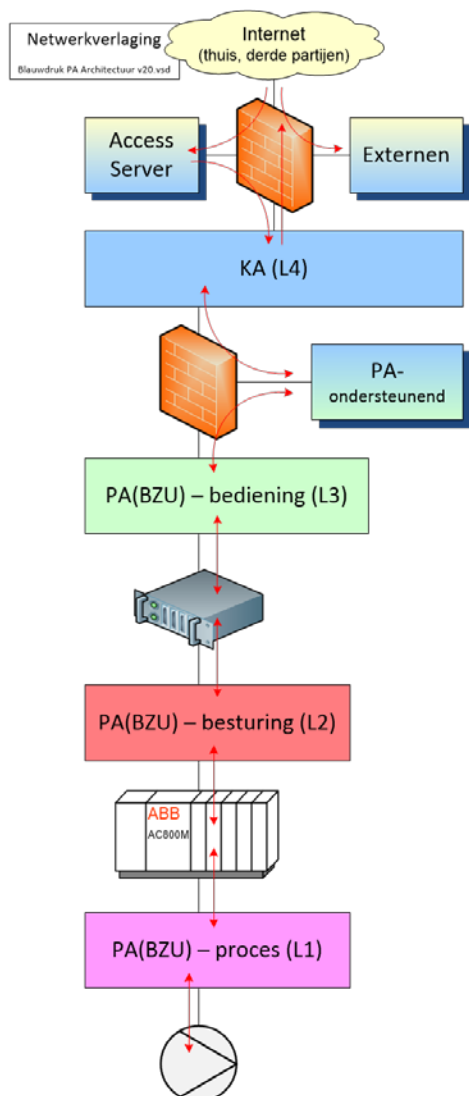 Netwerkverlaging
Blauwdruk PA Architectuur v20.vsd
Internet
(thuis, derde partijen)
Access
Server
Externen
KA (L4)
PA-
ondersteunend
PA(BZU) – bediening (L3)
PA(BZU) – besturing (L2)
ABB
AC800M
PA(BZU) – proces (L1)